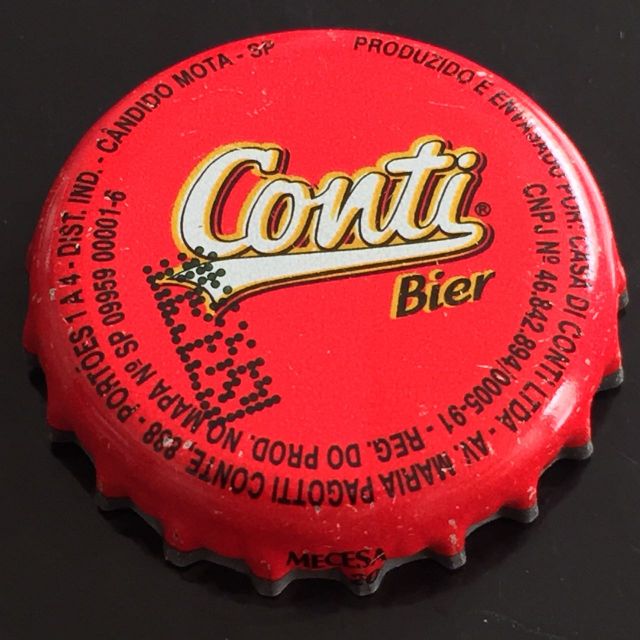 Conti®
Bier
PRODUZIDO E ENVASADO POR: CASA DI CONTI LTDA - AV. MARIA PAGOTTI CONTE, 888 - PORTÕES 1 A 4 - DIST. IND. - CÂNDIDO MOTA - SP
CNPJ Nº 46.842.894/0005-91 - REG. DO PROD. NO MAPA Nº SP 09959 00001-6
MECESA